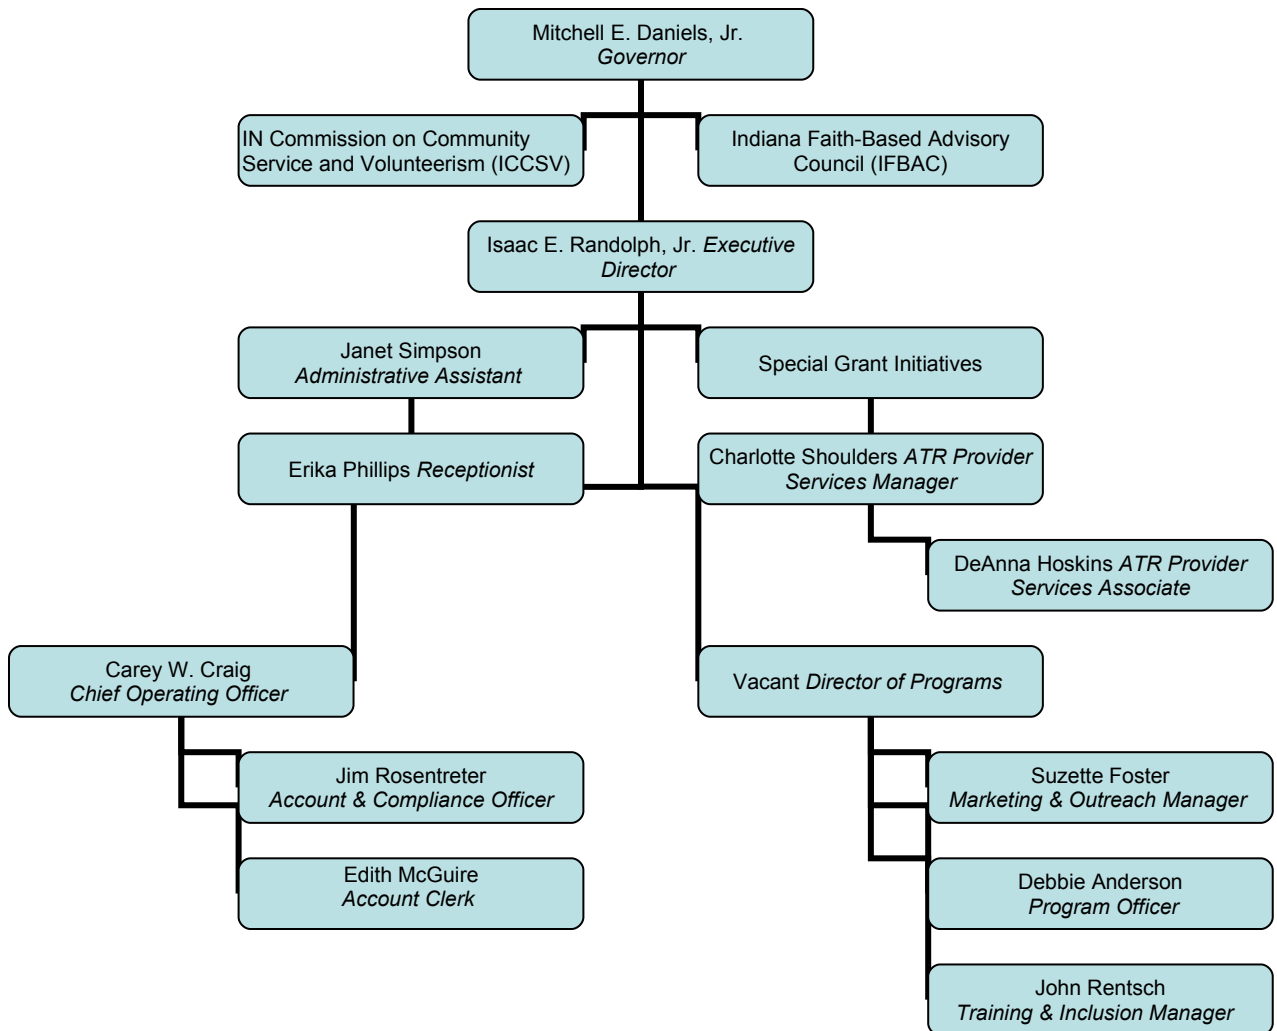 Mitchell E. Daniels, Jr.
Governor
IN Commission on Community
Service and Volunteerism (ICCSV)
Indiana Faith-Based Advisory
Council (IFBAC)
Isaac E. Randolph, Jr. Executive
Director
Janet Simpson
Administrative Assistant
Special Grant Initiatives
Erika Phillips Receptionist
Charlotte Shoulders ATR Provider
Services Manager
DeAnna Hoskins ATR Provider
Services Associate
Carey W. Craig
Chief Operating Officer
Vacant Director of Programs
Jim Rosentreter
Account & Compliance Officer
Suzette Foster
Marketing & Outreach Manager
Edith McGuire
Account Clerk
Debbie Anderson
Program Officer
John Rentsch
Training & Inclusion Manager